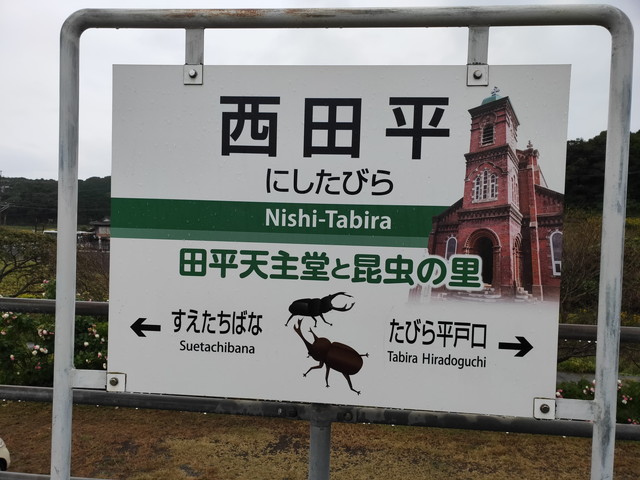 西田平
にしたびら
Nishi-Tabira
田平天主堂と昆虫の里
← すえたちばな
Suetachibana
たびら平戸口 →
Tabira Hiradoguchi